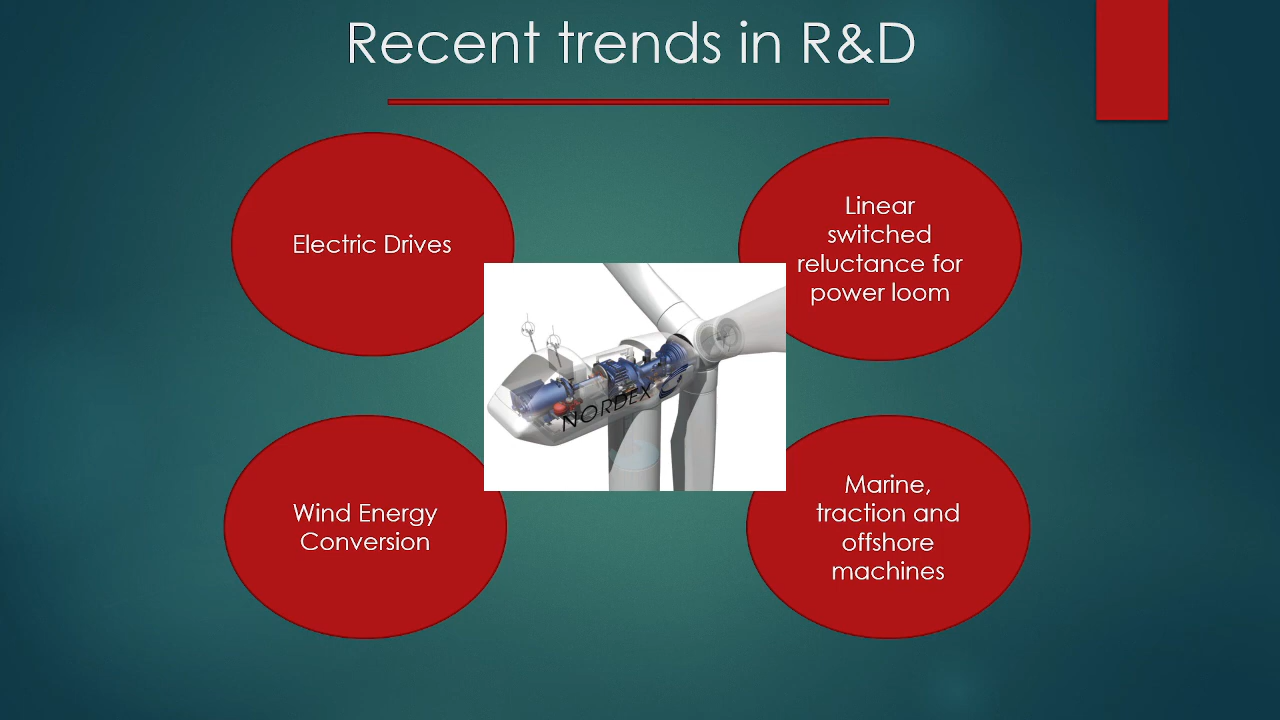 Recent trends in R&D
Electric Drives
Linear
switched
reluctance for
power loom
NORDEX
Wind Energy
Conversion
Marine,
traction and
offshore
machines